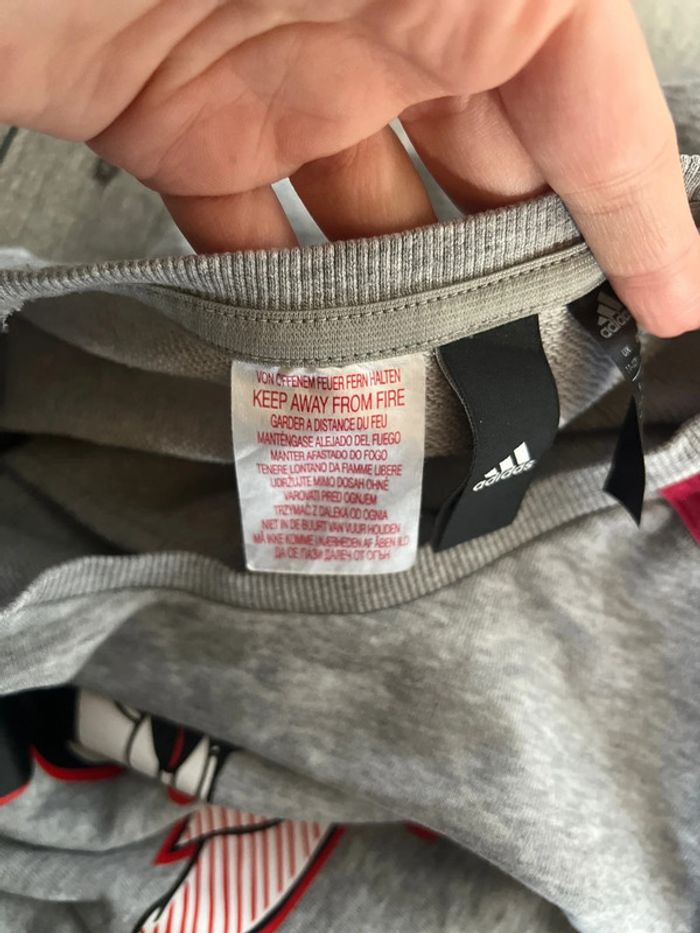 VON OFFENEM FEUER FERN HALTEN
KEEP AWAY FROM FIRE
GARDER A DISTANCE DU FEU
MANTÉNGASE ALEJADO DEL FUEGO
MANTER AFASTADO DO FOGO
TENERE LONTANO DA FIAMME LIBERE
UDRŽUJTE MIMO DOSAH OHNĚ
VAROVATI PRED OGNJEM
TRZYMAĆ Z DALEKA OD OGNIA
NIET IN DE BUURT VAN VUUR HOUDEN
MÅ IKKE KOMME I NÆRHEDEN AF ÅBEN ILD
ДА СЕ ПАЗИ ДАЛЕЧ ОТ ОГЪН
adidas
adidas
UK